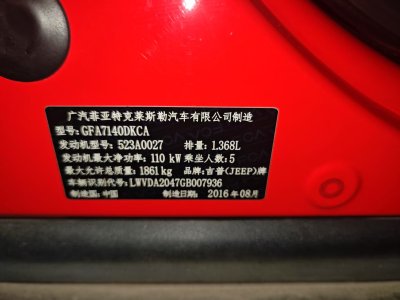 广汽菲亚特克莱斯勒汽车有限公司制造
型号：GFA7140DKCA
发动机型号：523A0027 排量：1.368L
发动机最大净功率：110 kW 乘坐人数：5
最大允许总质量：1861kg 品牌：吉普(JEEP)牌
车辆识别代号：LWVDA2047GB007936
制造国：中国 制造日期：2016 年08月